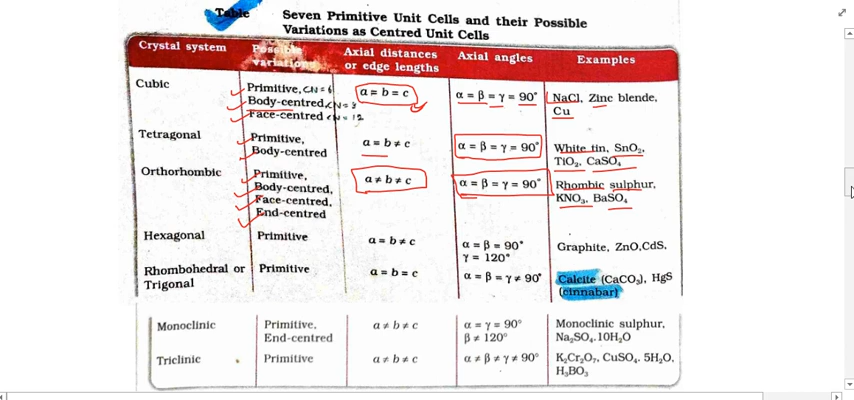 Table Seven Primitive Unit Cells and their Possible
Variations as Centred Unit Cells
Crystal system Possible variations Axial distances or edge lengths Axial angles Examples
Cubic Primitive, CN=6 a = b = c α = β = γ = 90° NaCl, Zinc blende,
Body-centred, CN=8 Cu
Face-centred CN=12
Tetragonal Primitive, a = b ≠ c α = β = γ = 90° White tin, SnO₂,
Body-centred TiO₂, CaSO₄
Orthorhombic Primitive, a ≠ b ≠ c α = β = γ = 90° Rhombic sulphur,
Body-centred, KNO₃, BaSO₄
Face-centred,
End-centred
Hexagonal Primitive a = b ≠ c α = β = 90° Graphite, ZnO,CdS,
γ = 120°
Rhombohedral or Primitive a = b = c α = β = γ ≠ 90° Calcite (CaCO₃), HgS
Trigonal (cinnabar)
Monoclinic Primitive, a ≠ b ≠ c α = γ = 90° Monoclinic sulphur,
End-centred β ≠ 120° Na₂SO₄.10H₂O
Triclinic Primitive a ≠ b ≠ c α ≠ β ≠ γ ≠ 90° K₂Cr₂O₇, CuSO₄. 5H₂O,
H₃BO₃